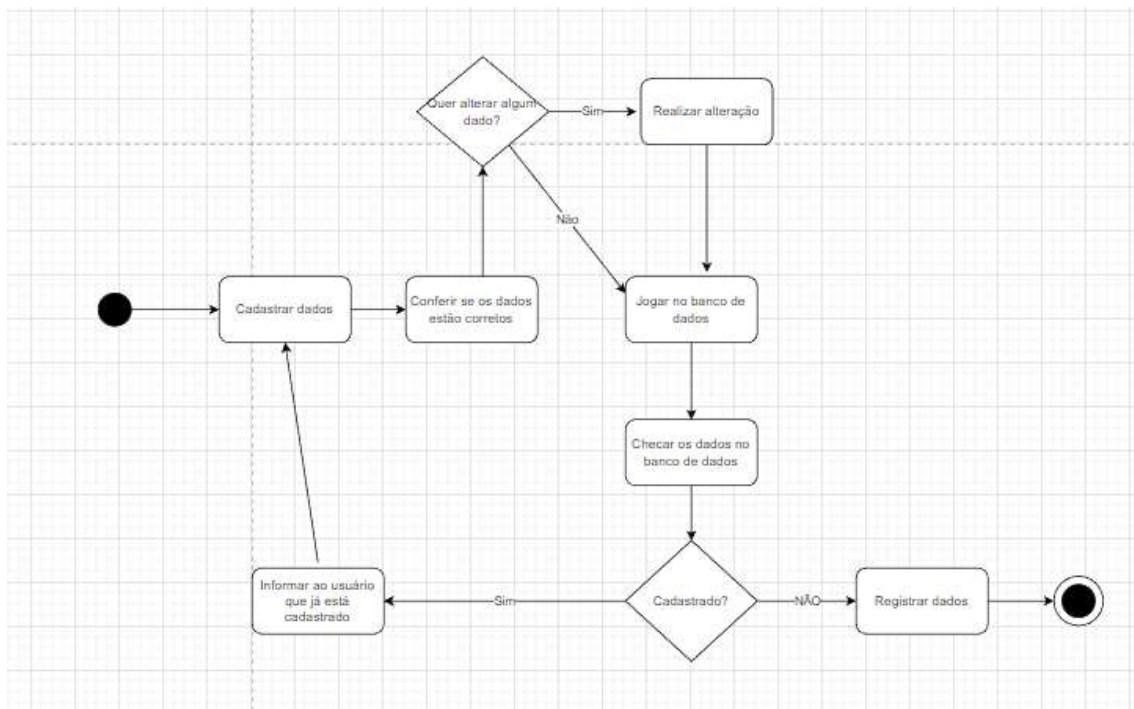 Quer alterar algum
dado?
Sim
Realizar alteração
Não
Cadastrar dados
Conferir se os dados
estão corretos
Jogar no banco de
dados
Checar os dados no
banco de dados
Informar ao usuário
que já está
cadastrado
Sim
Cadastrado?
NÃO
Registrar dados